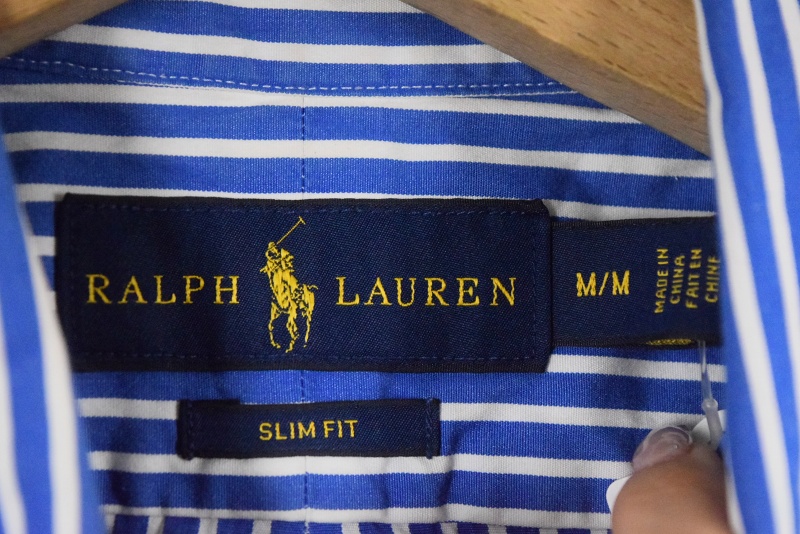 RALPH LAUREN
M/M
MADE IN
CHINA
FAIT EN
CHINE
SLIM FIT